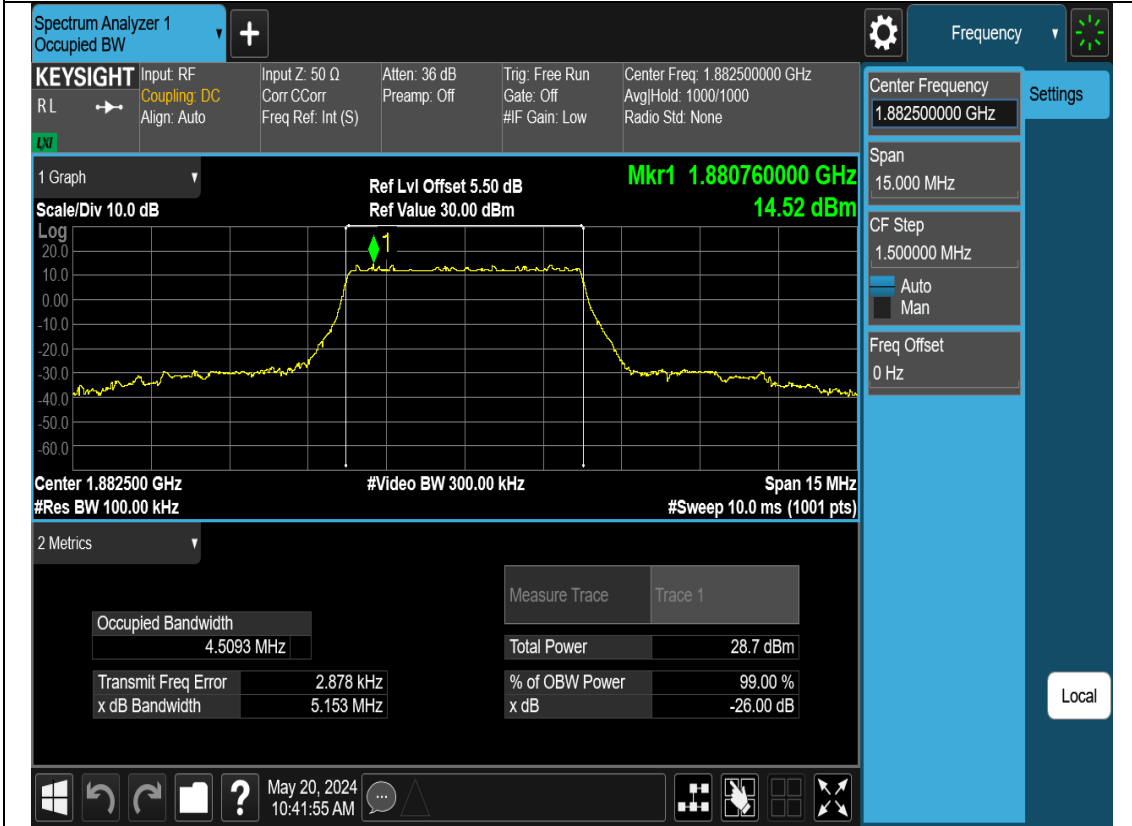 Spectrum Analyzer 1
Occupied BW
+
Frequency
KEYSIGHT
R L
LXI
Input: RF
Coupling: DC
Align: Auto
Input Z: 50 Ω
Corr CCorr
Freq Ref: Int (S)
Atten: 36 dB
Preamp: Off
Trig: Free Run
Gate: Off
#IF Gain: Low
Center Freq: 1.882500000 GHz
Avg|Hold: 1000/1000
Radio Std: None
Center Frequency
1.882500000 GHz
Settings
Span
15.000 MHz
CF Step
1.500000 MHz
Auto
Man
Freq Offset
0 Hz
Local
1 Graph
Scale/Div 10.0 dB
Ref Lvl Offset 5.50 dB
Ref Value 30.00 dBm
Mkr1 1.880760000 GHz
14.52 dBm
Log
20.0
10.0
0.00
-10.0
-20.0
-30.0
-40.0
-50.0
-60.0
1
Center 1.882500 GHz
#Res BW 100.00 kHz
#Video BW 300.00 kHz
Span 15 MHz
#Sweep 10.0 ms (1001 pts)
2 Metrics
Measure Trace Trace 1
Occupied Bandwidth
4.5093 MHz
Total Power 28.7 dBm
Transmit Freq Error 2.878 kHz
% of OBW Power 99.00 %
x dB Bandwidth 5.153 MHz
x dB -26.00 dB
?
May 20, 2024
10:41:55 AM